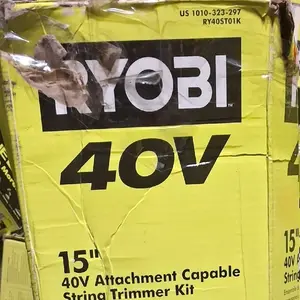 US 1010-323-297
RY40ST01K
RYOBI
40V
15"
40V Attachment Capable
String Trimmer Kit
15"
40V
String